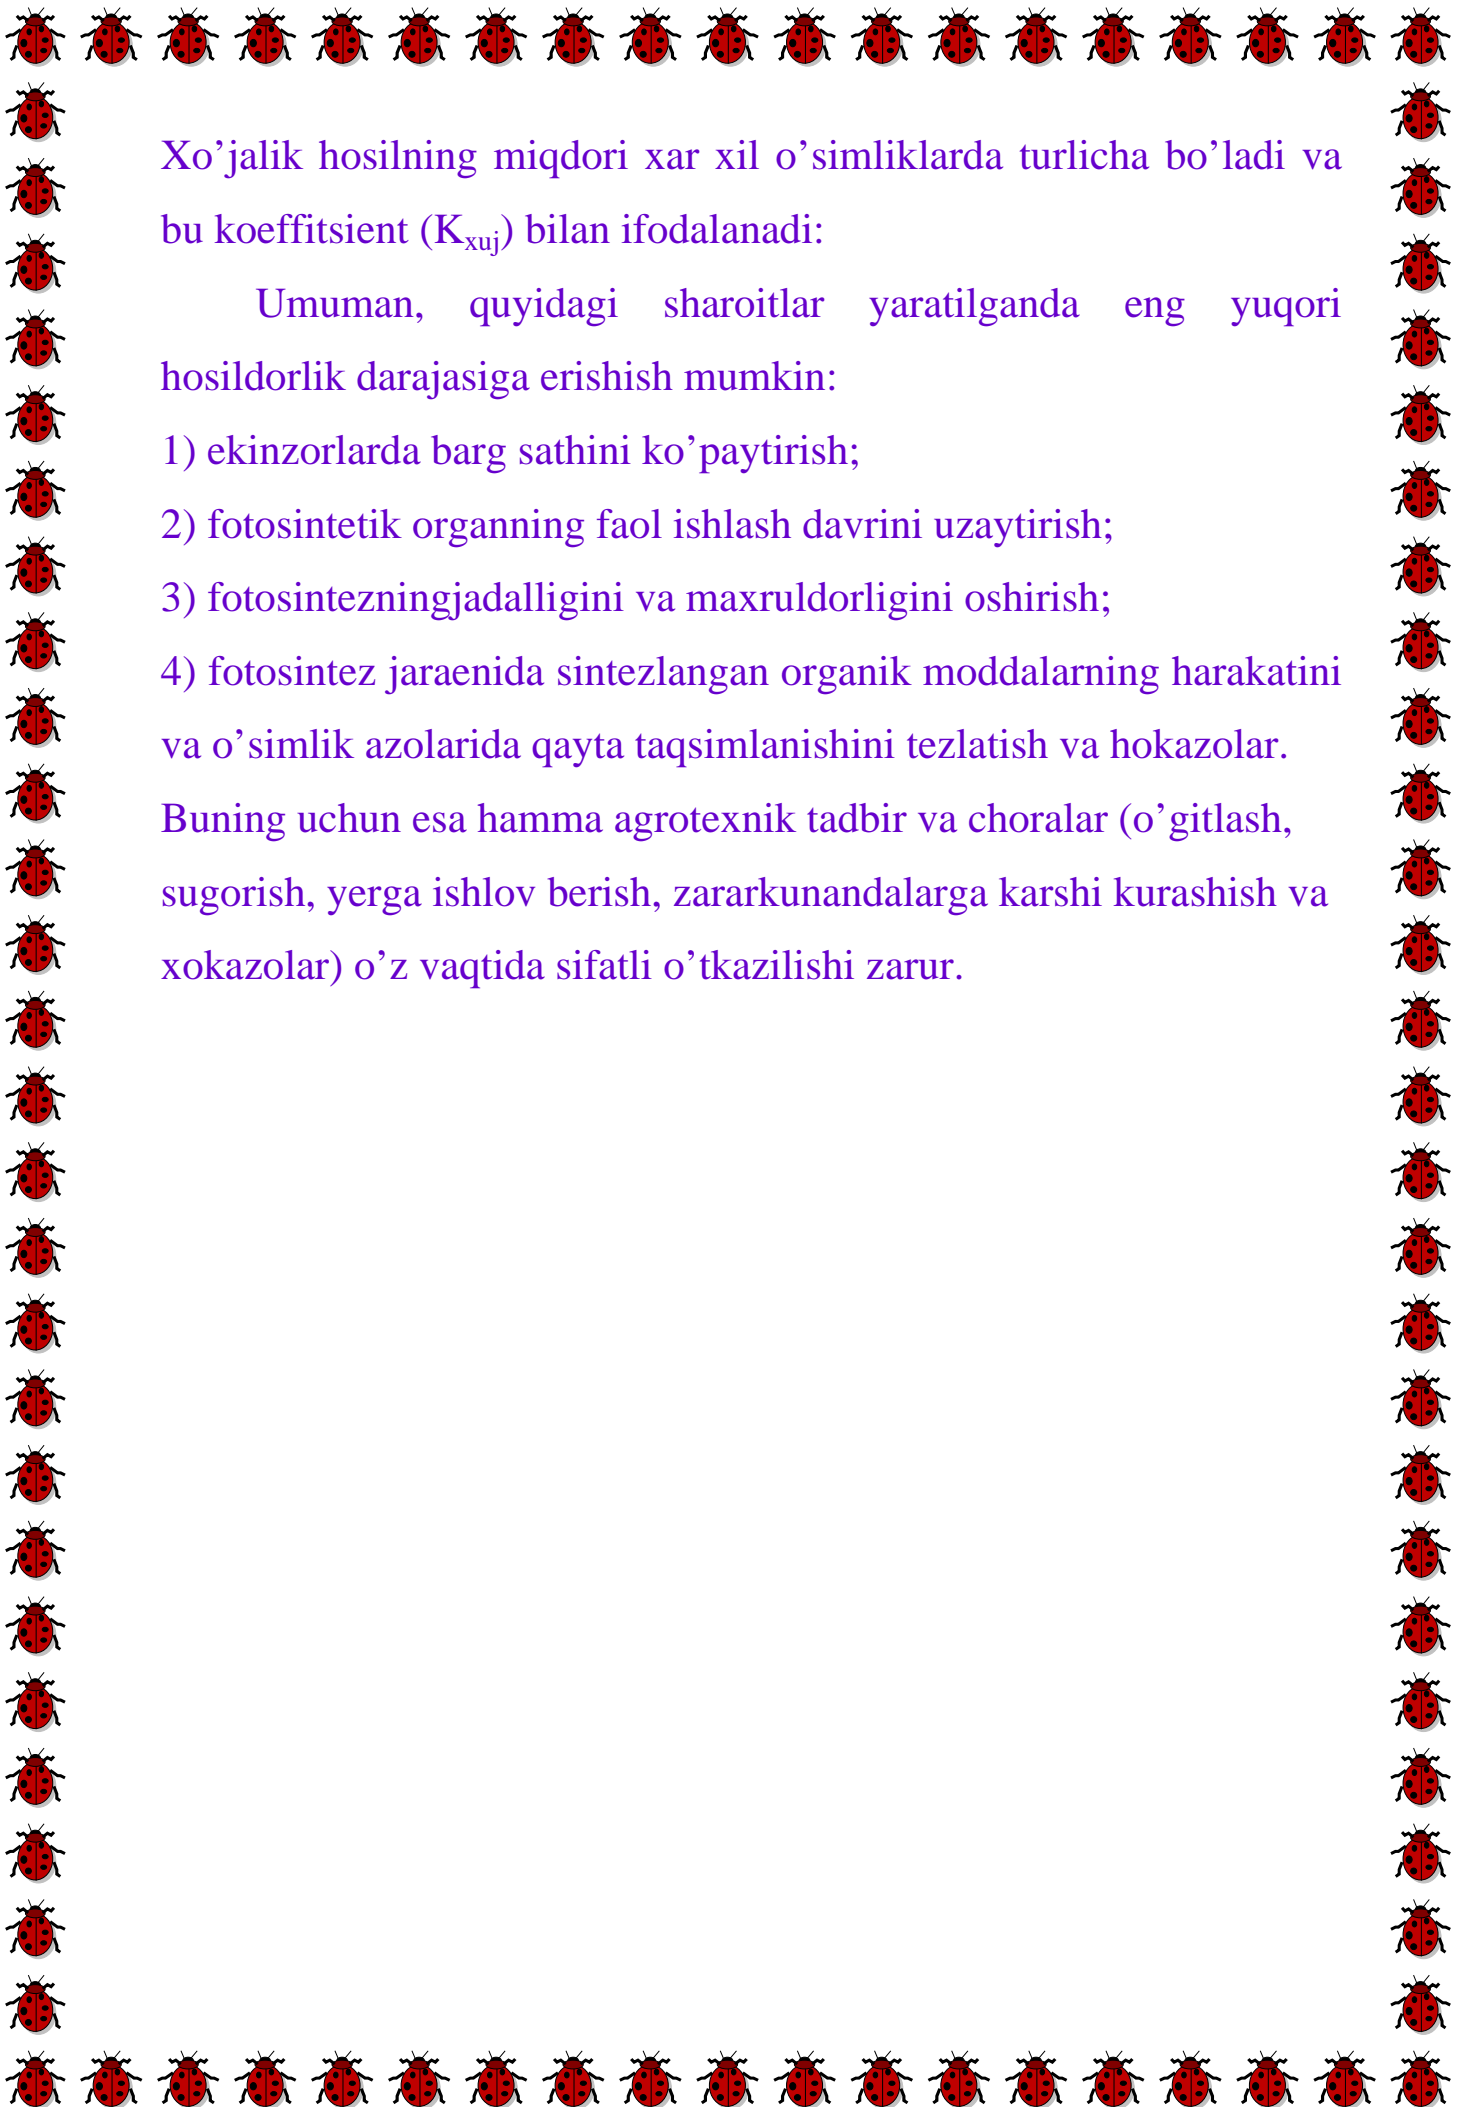 Xo’jalik hosilning miqdori xar xil o’simliklarda turlicha bo’ladi va
bu koeffitsient (Kxuj) bilan ifodalanadi:
Umuman, quyidagi sharoitlar yaratilganda eng yuqori
hosildorlik darajasiga erishish mumkin:
1) ekinzorlarda barg sathini ko’paytirish;
2) fotosintetik organning faol ishlash davrini uzaytirish;
3) fotosintezningjadalligini va maxruldorligini oshirish;
4) fotosintez jaraenida sintezlangan organik moddalarning harakatini
va o’simlik azolarida qayta taqsimlanishini tezlatish va hokazolar.
Buning uchun esa hamma agrotexnik tadbir va choralar (o’gitlash,
sugorish, yerga ishlov berish, zararkunandalarga karshi kurashish va
xokazolar) o’z vaqtida sifatli o’tkazilishi zarur.